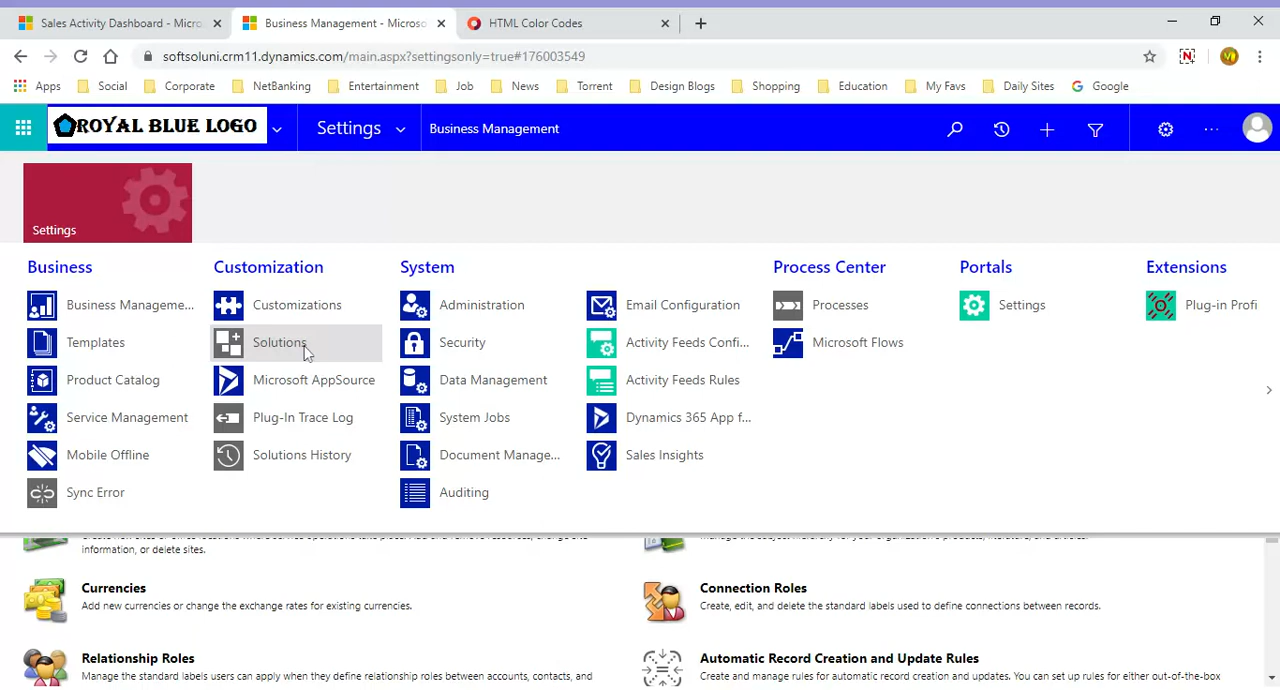 Sales Activity Dashboard - Micro
Business Management - Microso
HTML Color Codes
softsoluni.crm11.dynamics.com/main.aspx?settingsonly=true#176003549
Apps Social Corporate NetBanking Entertainment Job News Torrent Design Blogs Shopping Education My Favs Daily Sites Google
ROYAL BLUE LOGO Settings Business Management
Settings
Business
Business Manageme...
Templates
Product Catalog
Service Management
Mobile Offline
Sync Error
Customization
Customizations
Solutions
Microsoft AppSource
Plug-In Trace Log
Solutions History
System
Administration
Security
Data Management
System Jobs
Document Manage...
Auditing
Email Configuration
Activity Feeds Confi...
Activity Feeds Rules
Dynamics 365 App f...
Sales Insights
Process Center
Processes
Microsoft Flows
Portals
Settings
Extensions
Plug-in Profi
information, or delete sites.
Currencies
Add new currencies or change the exchange rates for existing currencies.
Connection Roles
Create, edit, and delete the standard labels used to define connections between records.
Relationship Roles
Manage the standard labels users can apply when they define relationship roles between accounts, contacts, and
Automatic Record Creation and Update Rules
Create and manage rules for automatic record creation and updates. You can set up rules for either out-of-the-box